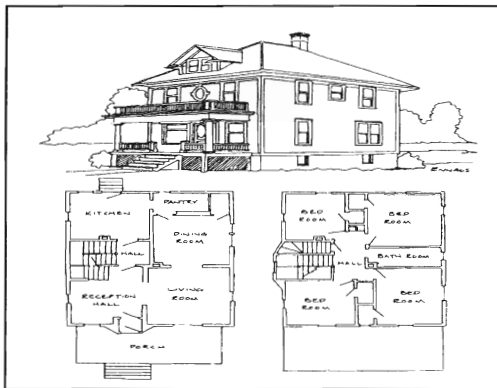 ENNALS
KITCHEN
PANTRY
DINING
ROOM
HALL
RECEPTION
HALL
LIVING
ROOM
PORCH
BED
ROOM
BED
ROOM
HALL
BATH ROOM
BED
ROOM
BED
ROOM